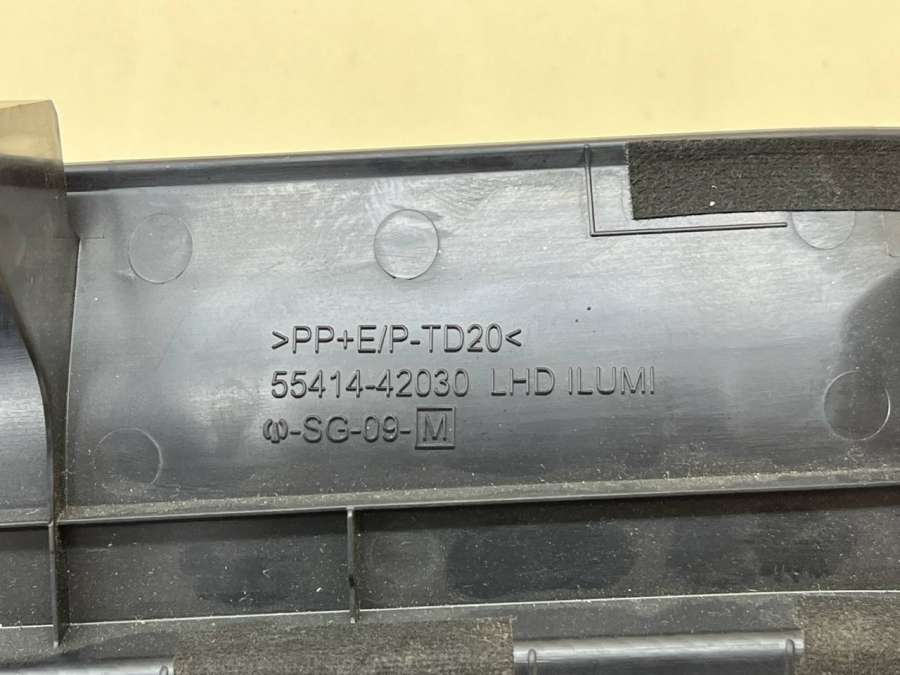 >PP+E/P-TD20<
55414-42030 LHD ILUMI
-SG-09-M